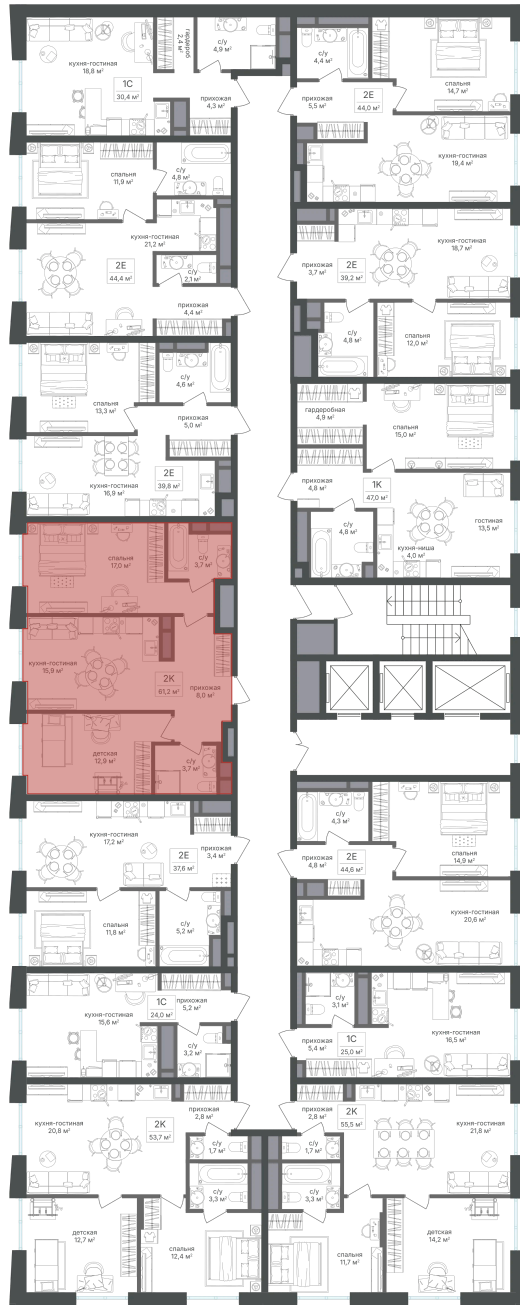 кухня-гостиная
18,8 м²
1С
30,4 м²
гардероб
2,4 м²
с/у
4,9 м²
прихожая
4,3 м²
с/у
4,4 м²
спальня
14,7 м²
прихожая
5,5 м²
2Е
44,0 м²
кухня-гостиная
19,4 м²
спальня
11,9 м²
с/у
4,8 м²
кухня-гостиная
21,2 м²
2Е
44,4 м²
с/у
2,1 м²
прихожая
4,4 м²
кухня-гостиная
18,7 м²
прихожая
3,7 м²
2Е
39,2 м²
с/у
4,8 м²
спальня
12,0 м²
с/у
4,6 м²
спальня
13,3 м²
прихожая
5,0 м²
2Е
39,8 м²
кухня-гостиная
16,9 м²
гардеробная
4,9 м²
спальня
15,0 м²
прихожая
4,8 м²
1К
47,0 м²
гостиная
13,5 м²
с/у
4,8 м²
кухня-ниша
4,0 м²
спальня
17,0 м²
с/у
3,7 м²
кухня-гостиная
15,9 м²
2К
61,2 м²
прихожая
8,0 м²
детская
12,9 м²
с/у
3,7 м²
кухня-гостиная
17,2 м²
2Е
37,6 м²
прихожая
3,4 м²
спальня
11,8 м²
с/у
5,2 м²
с/у
4,3 м²
спальня
14,9 м²
прихожая
4,8 м²
2Е
44,6 м²
кухня-гостиная
20,6 м²
кухня-гостиная
15,6 м²
1С
24,0 м²
прихожая
5,2 м²
с/у
3,2 м²
с/у
3,1 м²
прихожая
5,4 м²
1С
25,0 м²
кухня-гостиная
16,5 м²
кухня-гостиная
20,8 м²
2К
53,7 м²
прихожая
2,8 м²
с/у
1,7 м²
с/у
3,3 м²
детская
12,7 м²
спальня
12,4 м²
прихожая
2,8 м²
2К
55,5 м²
кухня-гостиная
21,8 м²
с/у
1,7 м²
с/у
3,3 м²
спальня
11,7 м²
детская
14,2 м²